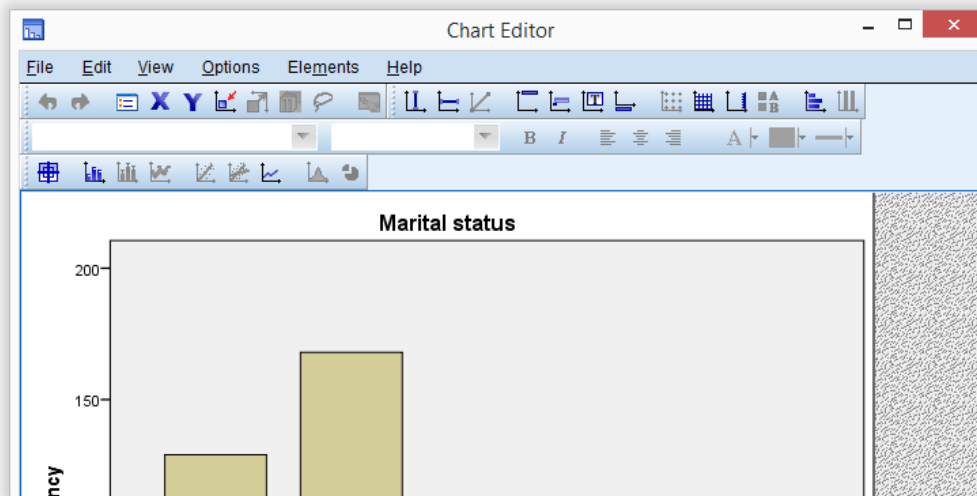 Chart Editor
File Edit View Options Elements Help
X Y T A B
B I A
Marital status
200
150
ncy